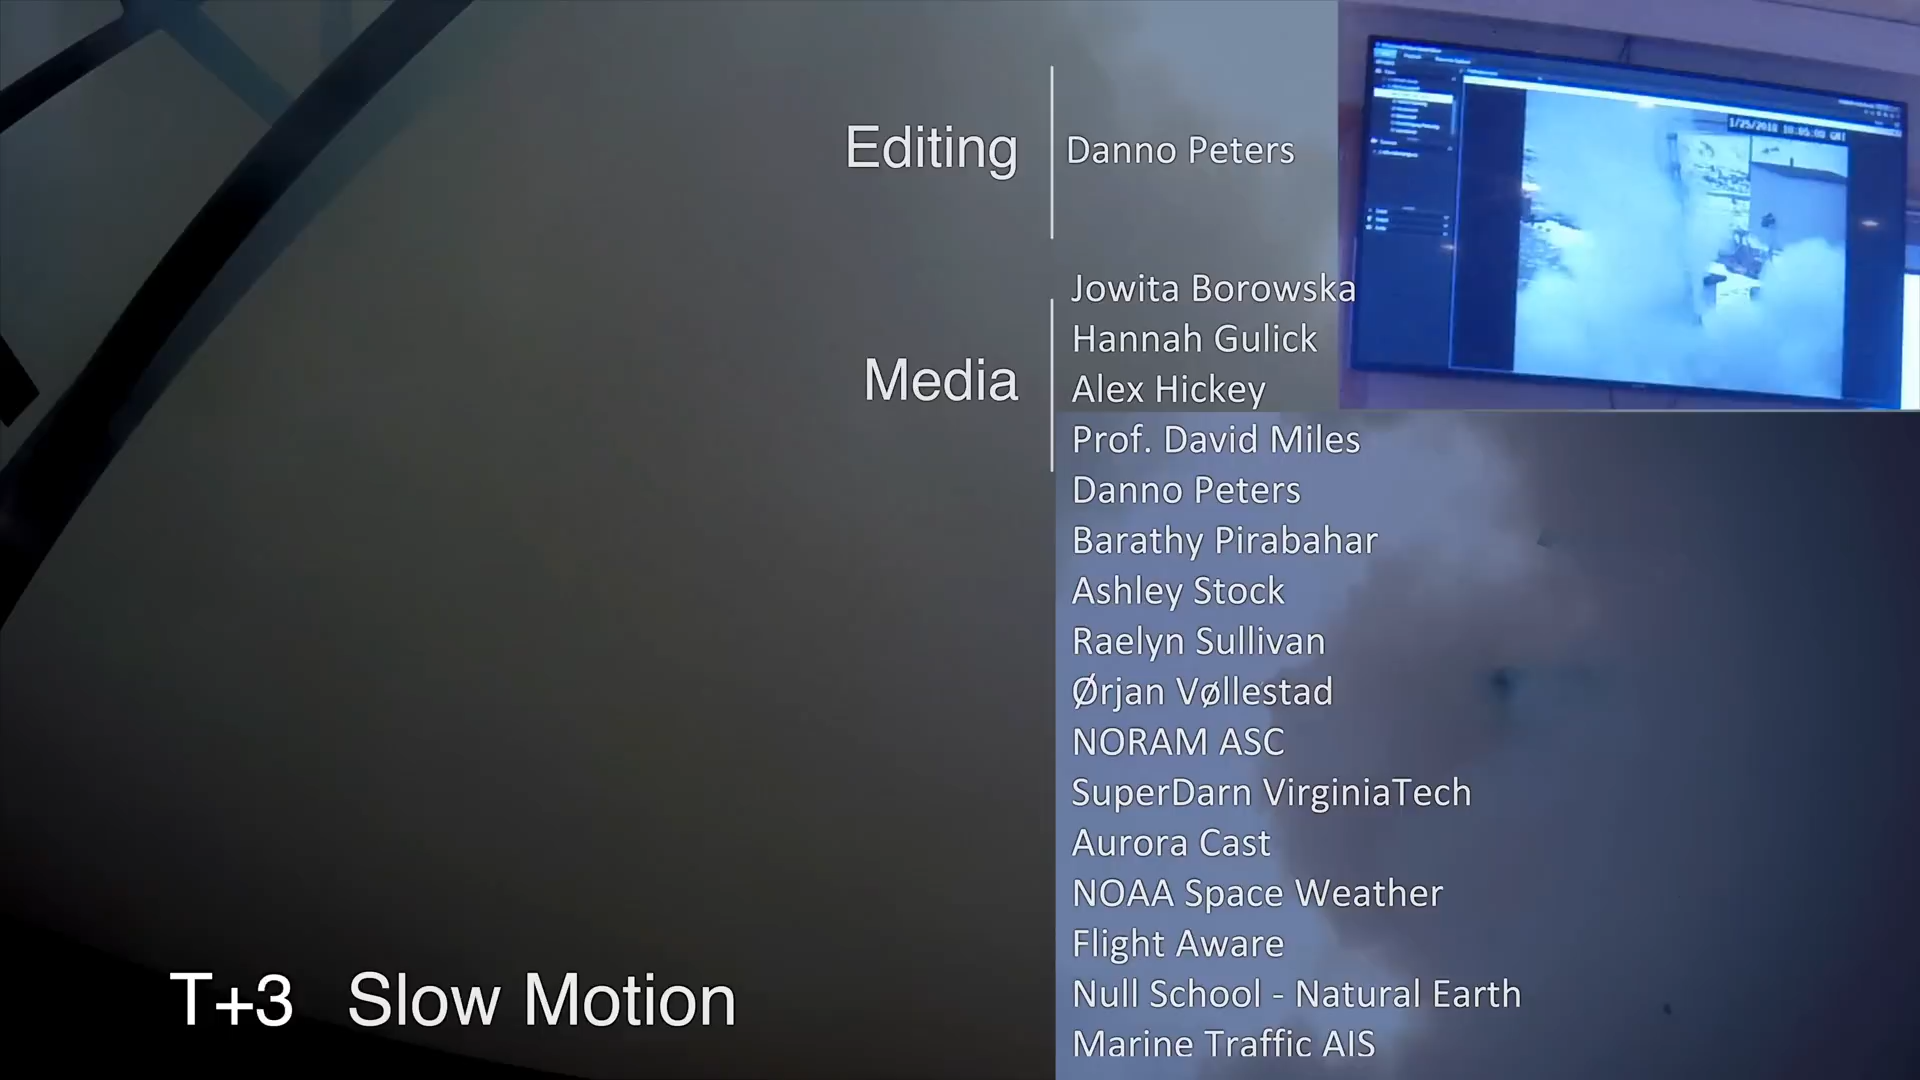 Editing
Danno Peters
Media
Jowita Borowska
Hannah Gulick
Alex Hickey
Prof. David Miles
Danno Peters
Barathy Pirabahar
Ashley Stock
Raelyn Sullivan
Ørjan Vøllestad
NORAM ASC
SuperDarn VirginiaTech
Aurora Cast
NOAA Space Weather
Flight Aware
Null School - Natural Earth
Marine Traffic AIS
T+3 Slow Motion